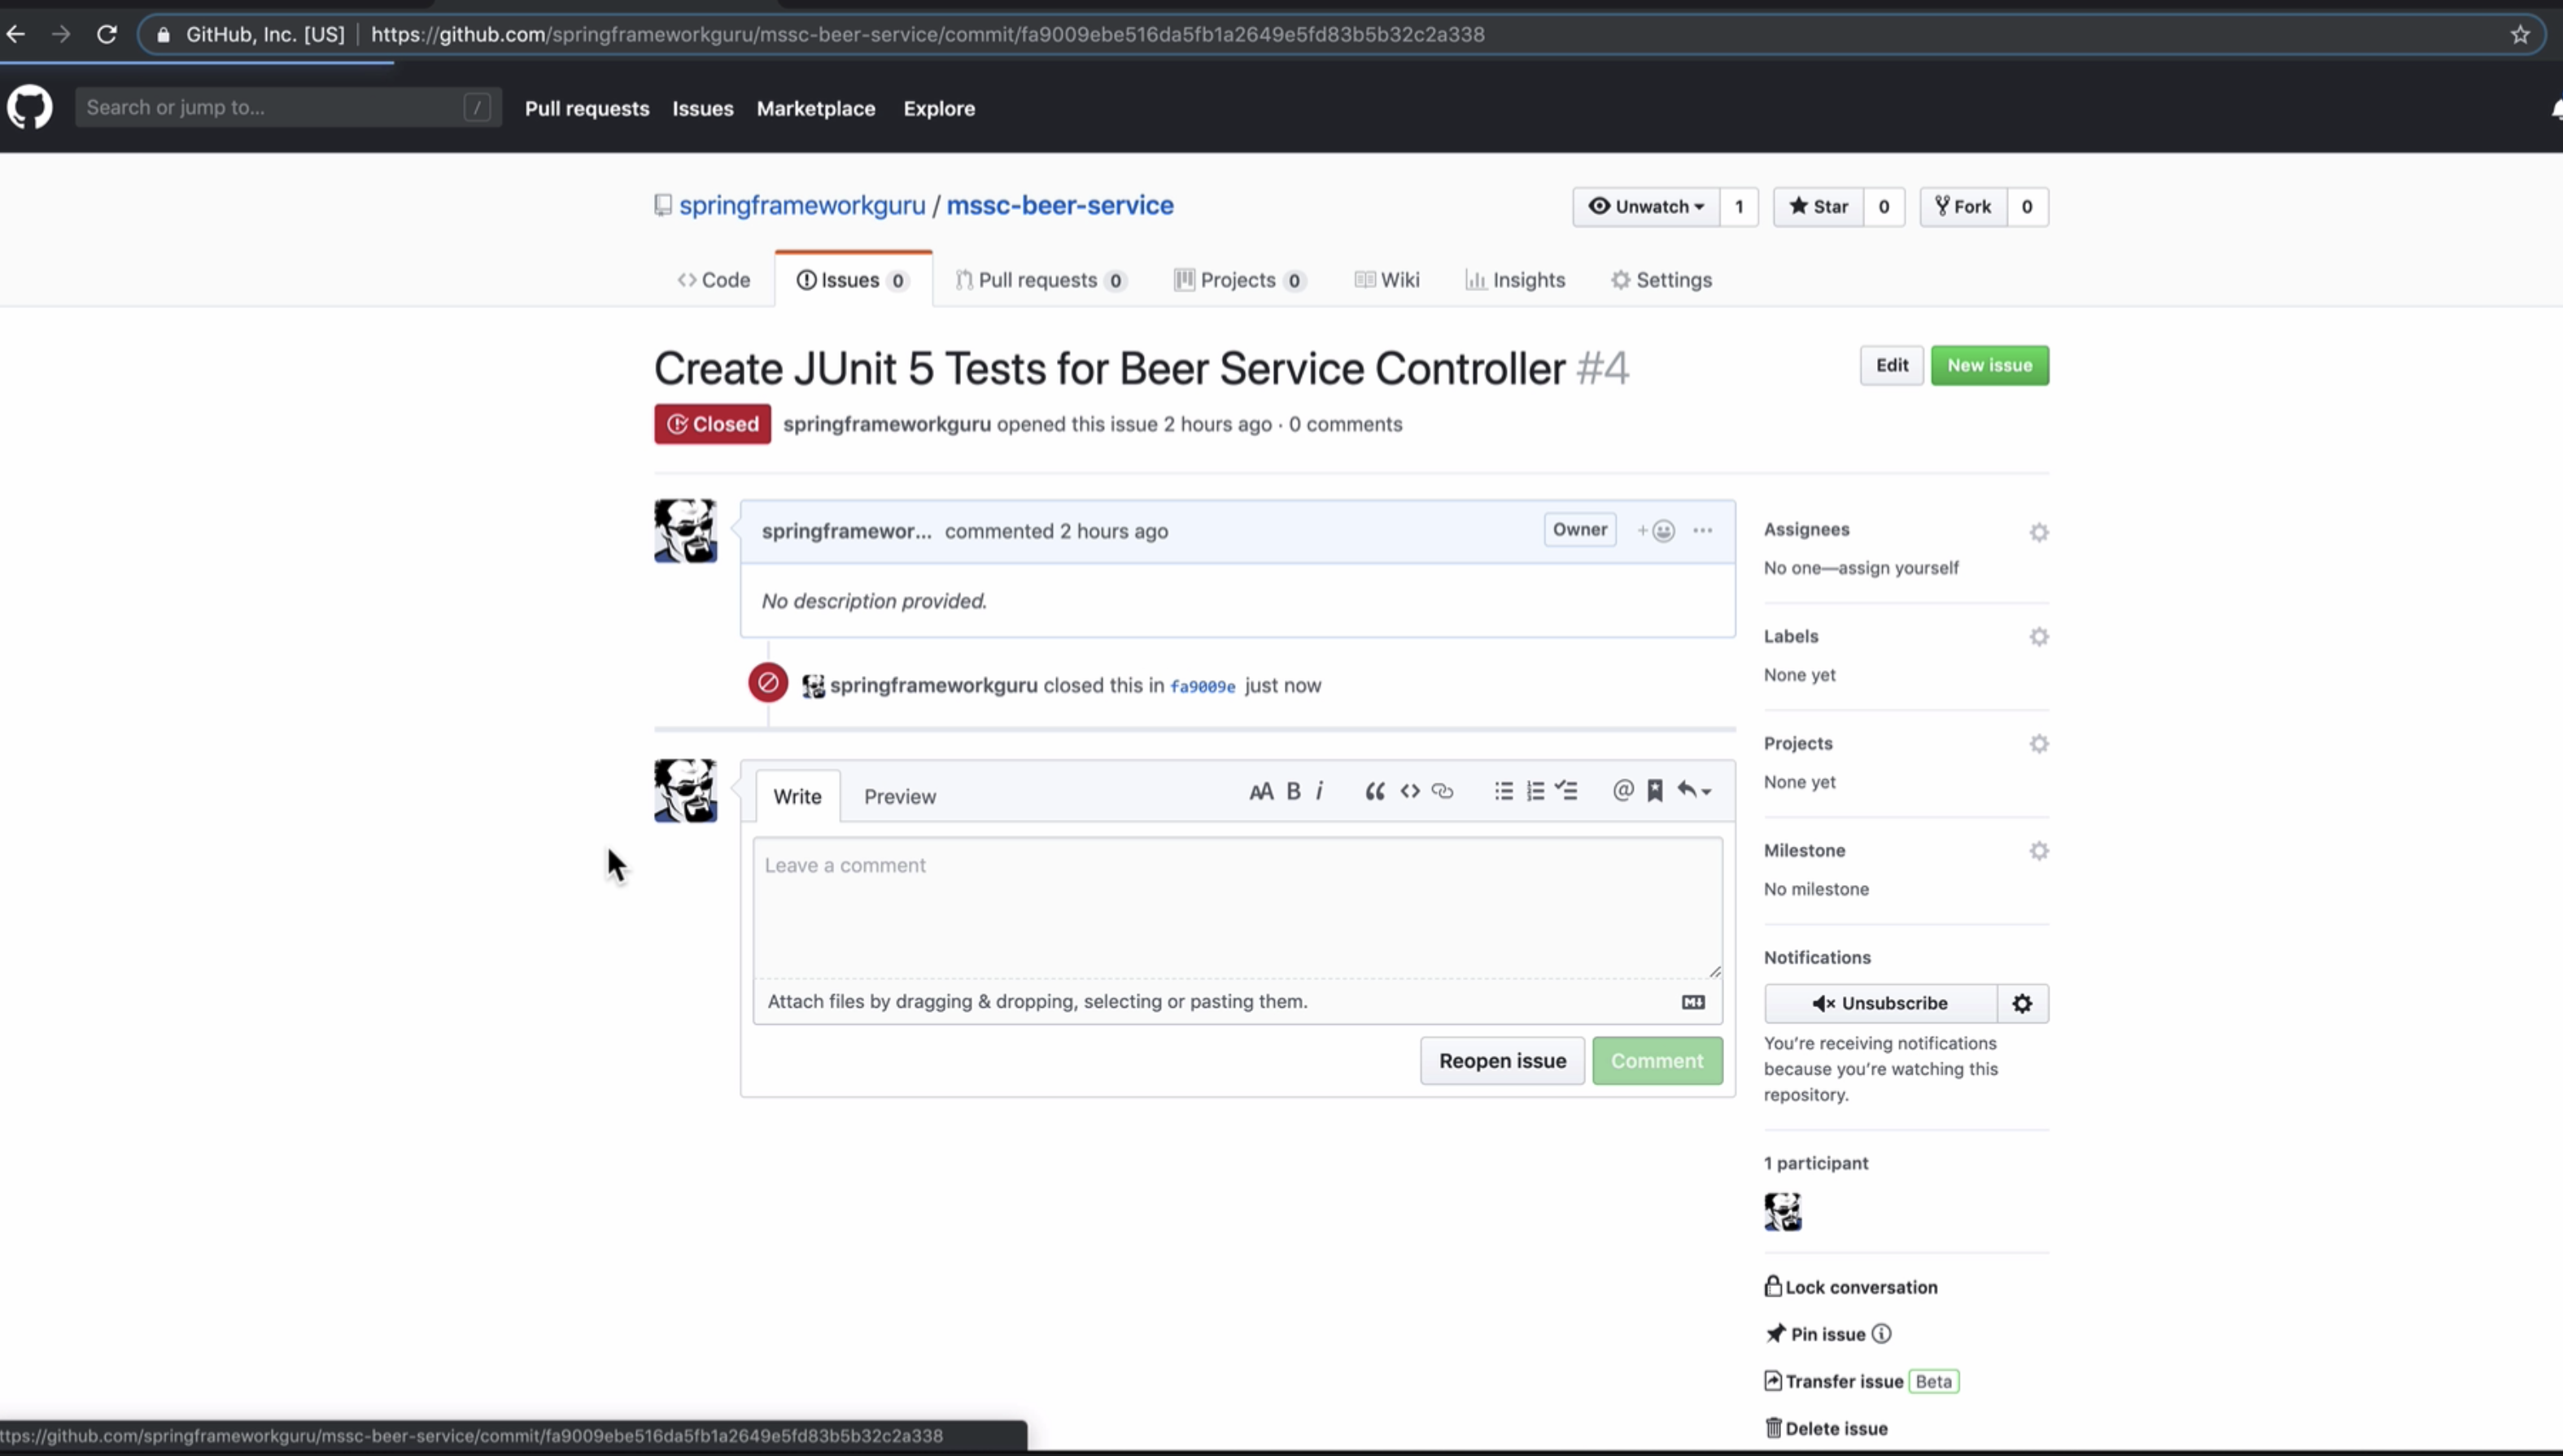 GitHub, Inc. [US] | https://github.com/springframeworkguru/mssc-beer-service/commit/fa9009ebe516da5fb1a2649e5fd83b5b32c2a338
Search or jump to... /
Pull requests Issues Marketplace Explore
springframeworkguru / mssc-beer-service
Unwatch 1 Star 0 Fork 0
Code Issues 0 Pull requests 0 Projects 0 Wiki Insights Settings
Create JUnit 5 Tests for Beer Service Controller #4
Edit New issue
Closed springframeworkguru opened this issue 2 hours ago · 0 comments
springframewor... commented 2 hours ago
Owner
No description provided.
springframeworkguru closed this in fa9009e just now
Write Preview
AA B i
Leave a comment
Attach files by dragging & dropping, selecting or pasting them.
Reopen issue Comment
Assignees
No one—assign yourself
Labels
None yet
Projects
None yet
Milestone
No milestone
Notifications
Unsubscribe
You're receiving notifications
because you're watching this
repository.
1 participant
Lock conversation
Pin issue
Transfer issue Beta
Delete issue
ttps://github.com/springframeworkguru/mssc-beer-service/commit/fa9009ebe516da5fb1a2649e5fd83b5b32c2a338